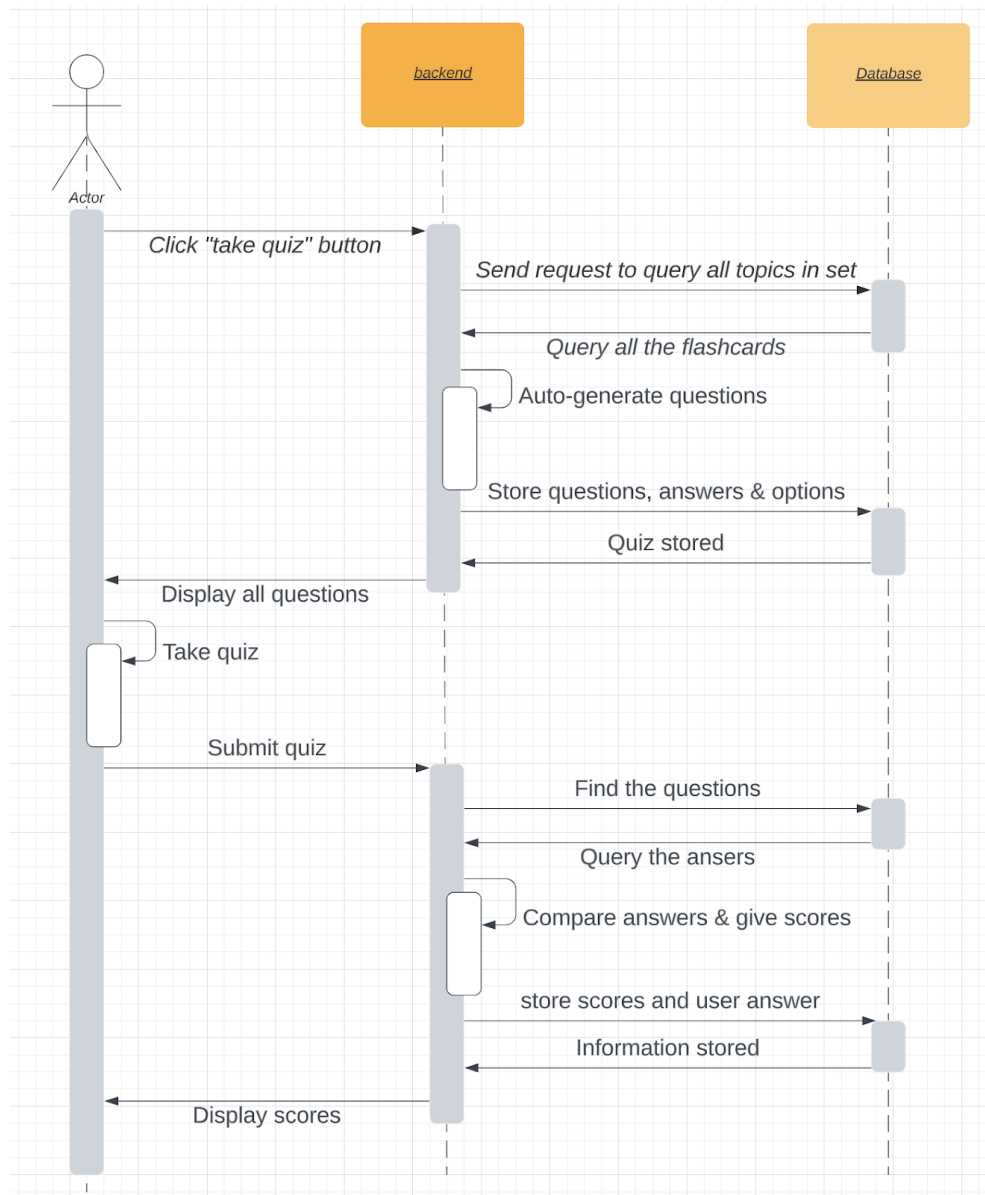 backend
Database
Actor
Click "take quiz" button
Send request to query all topics in set
Query all the flashcards
Auto-generate questions
Store questions, answers & options
Quiz stored
Display all questions
Take quiz
Submit quiz
Find the questions
Query the ansers
Compare answers & give scores
store scores and user answer
Information stored
Display scores